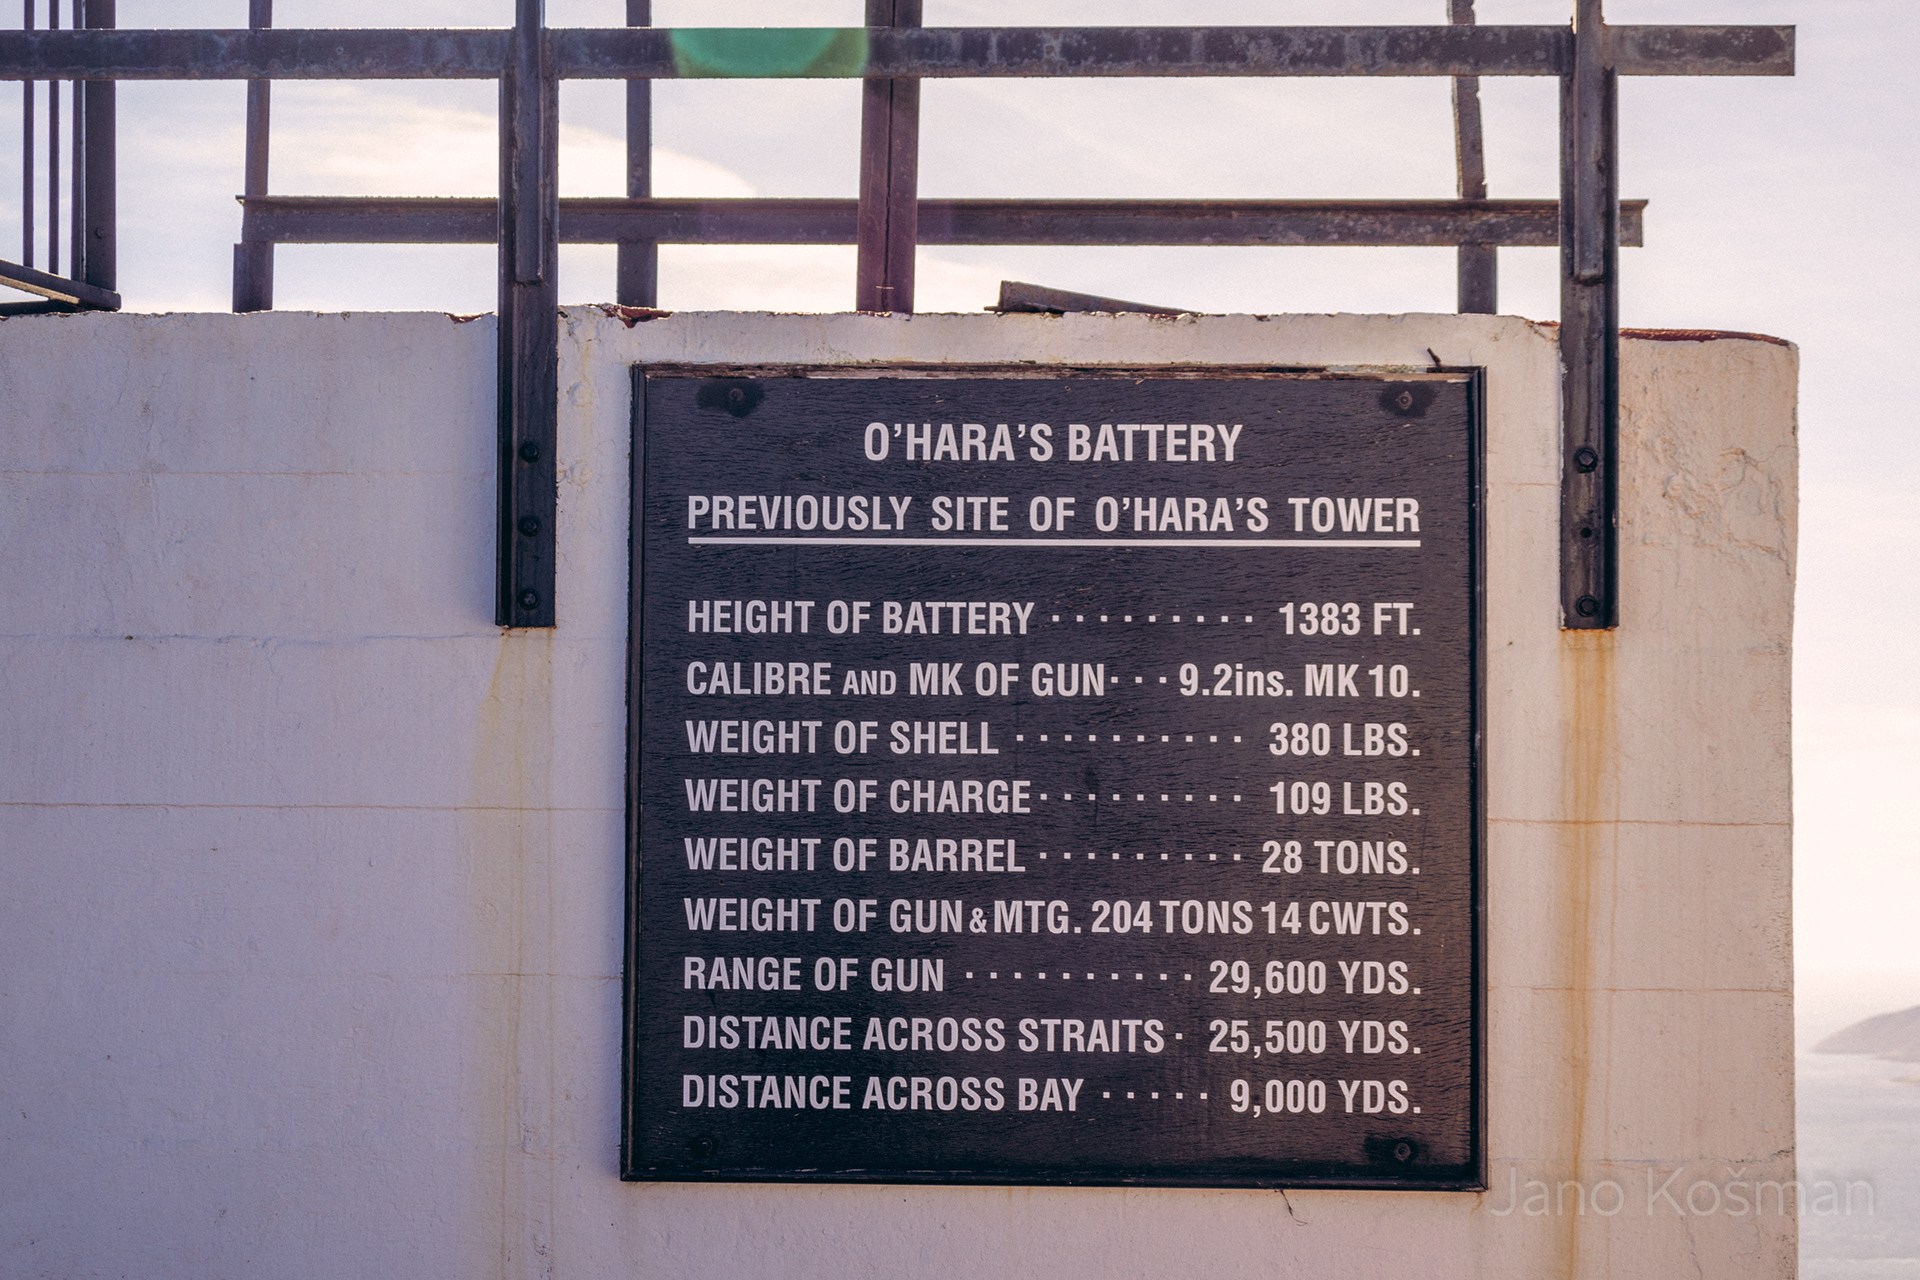 O'HARA'S BATTERY
PREVIOUSLY SITE OF O'HARA'S TOWER
HEIGHT OF BATTERY · · · · · · · · · 1383 FT.
CALIBRE AND MK OF GUN · · · 9.2ins. MK 10.
WEIGHT OF SHELL · · · · · · · · · · 380 LBS.
WEIGHT OF CHARGE · · · · · · · · · 109 LBS.
WEIGHT OF BARREL · · · · · · · · · 28 TONS.
WEIGHT OF GUN & MTG. 204 TONS 14 CWTS.
RANGE OF GUN · · · · · · · · · · 29,600 YDS.
DISTANCE ACROSS STRAITS · 25,500 YDS.
DISTANCE ACROSS BAY · · · · · 9,000 YDS.
Jano Košman